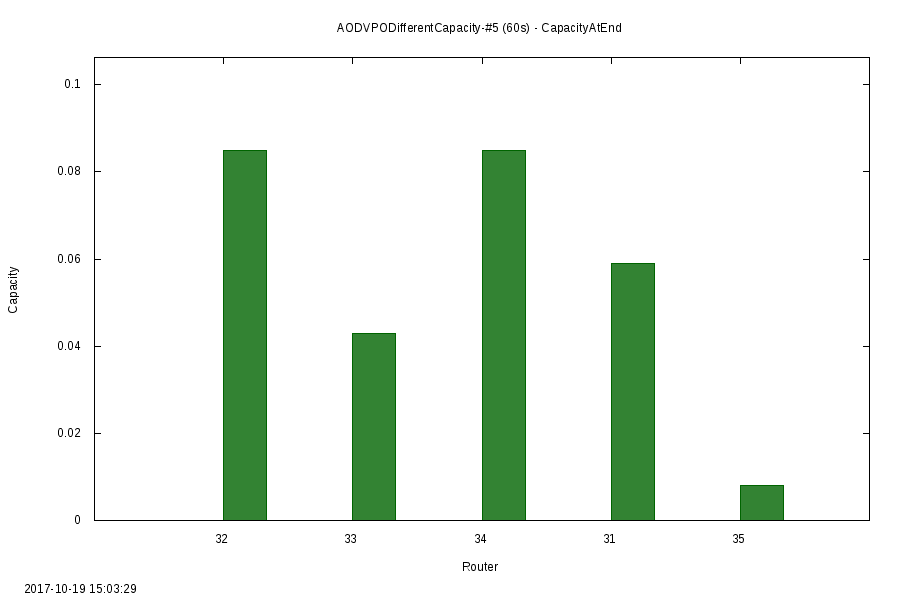 AODVPODifferentCapacity-#5 (60s) - CapacityAtEnd
0.1
0.08
0.06
0.04
0.02
0
Capacity
32 33 34 31 35
Router
2017-10-19 15:03:29